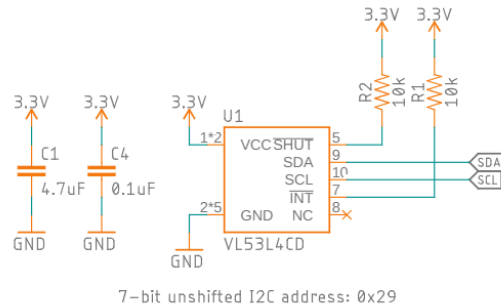 3.3V 3.3V
3.3V 3.3V 3.3V
R2 10k R1 10k
U1
C1 C4
4.7uF 0.1uF
1*2 VCC SHUT 5
SDA 9 SDA
SCL 10 SCL
INT 7
2*5 GND NC 8
GND GND GND
VL53L4CD
7-bit unshifted I2C address: 0x29